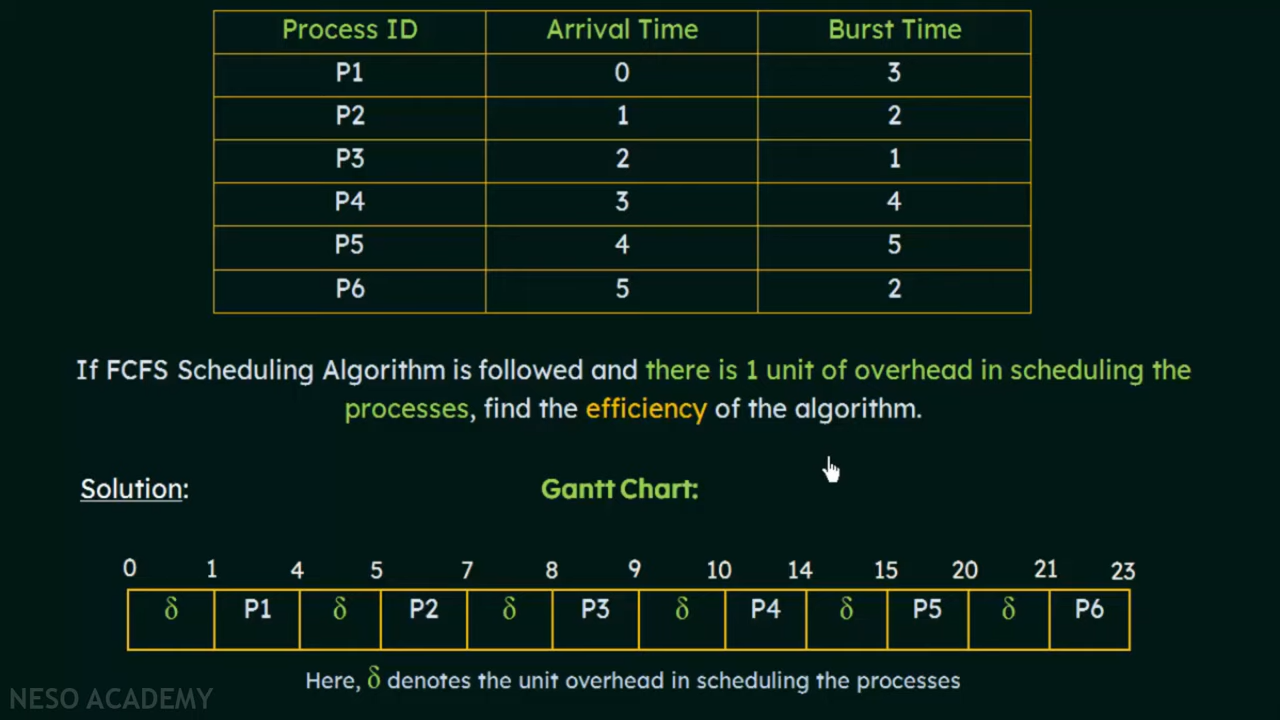 Process ID Arrival Time Burst Time
P1 0 3
P2 1 2
P3 2 1
P4 3 4
P5 4 5
P6 5 2
If FCFS Scheduling Algorithm is followed and there is 1 unit of overhead in scheduling the
processes, find the efficiency of the algorithm.
Solution: Gantt Chart:
0 1 4 5 7 8 9 10 14 15 20 21 23
δ P1 δ P2 δ P3 δ P4 δ P5 δ P6
Here, δ denotes the unit overhead in scheduling the processes
NESO ACADEMY